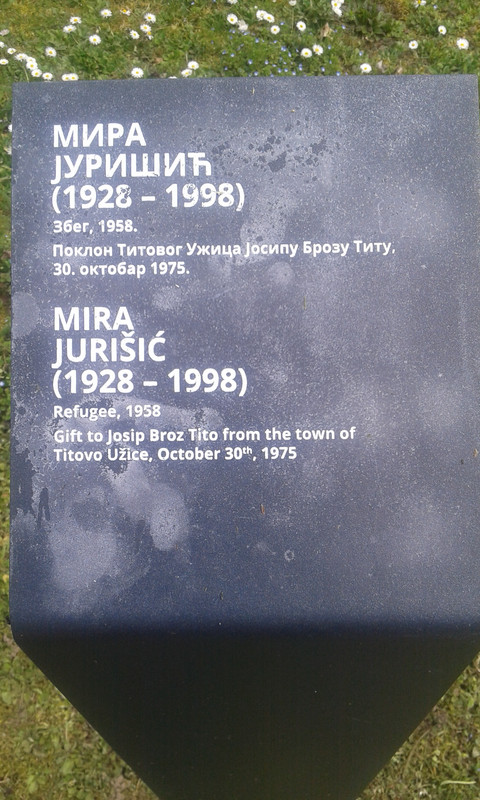 МИРА
ЈУРИШИЋ
(1928 – 1998)
Збег, 1958.
Поклон Титовог Ужица Јосипу Брозу Титу,
30. октобар 1975.
MIRA
JURIŠIĆ
(1928 – 1998)
Refugee, 1958
Gift to Josip Broz Tito from the town of
Titovo Užice, October 30th, 1975